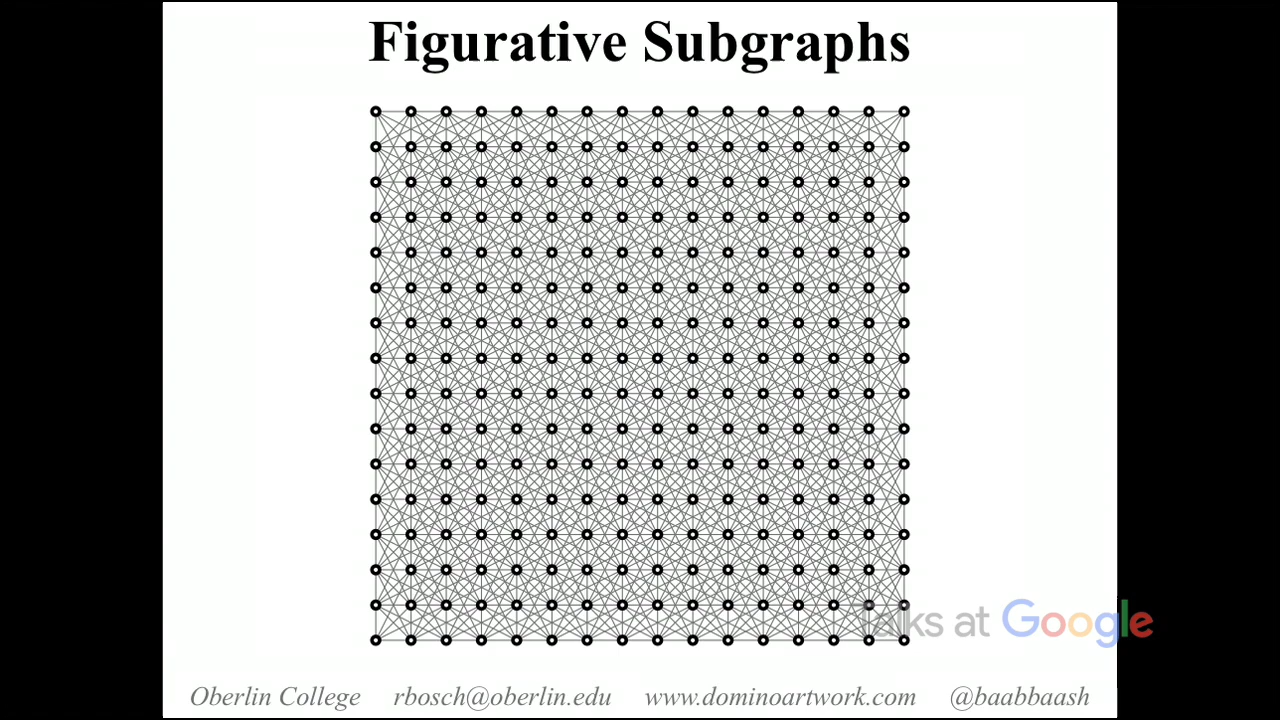 Figurative Subgraphs
Talks at Google
Oberlin College rbosch@oberlin.edu www.dominoartwork.com @baabbaash